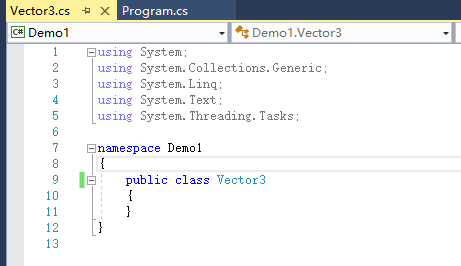 Vector3.cs Program.cs
C# Demo1 Demo1.Vector3
1 using System;
2 using System.Collections.Generic;
3 using System.Linq;
4 using System.Text;
5 using System.Threading.Tasks;
6
7 namespace Demo1
8 {
9 public class Vector3
10 {
11 }
12 }
13